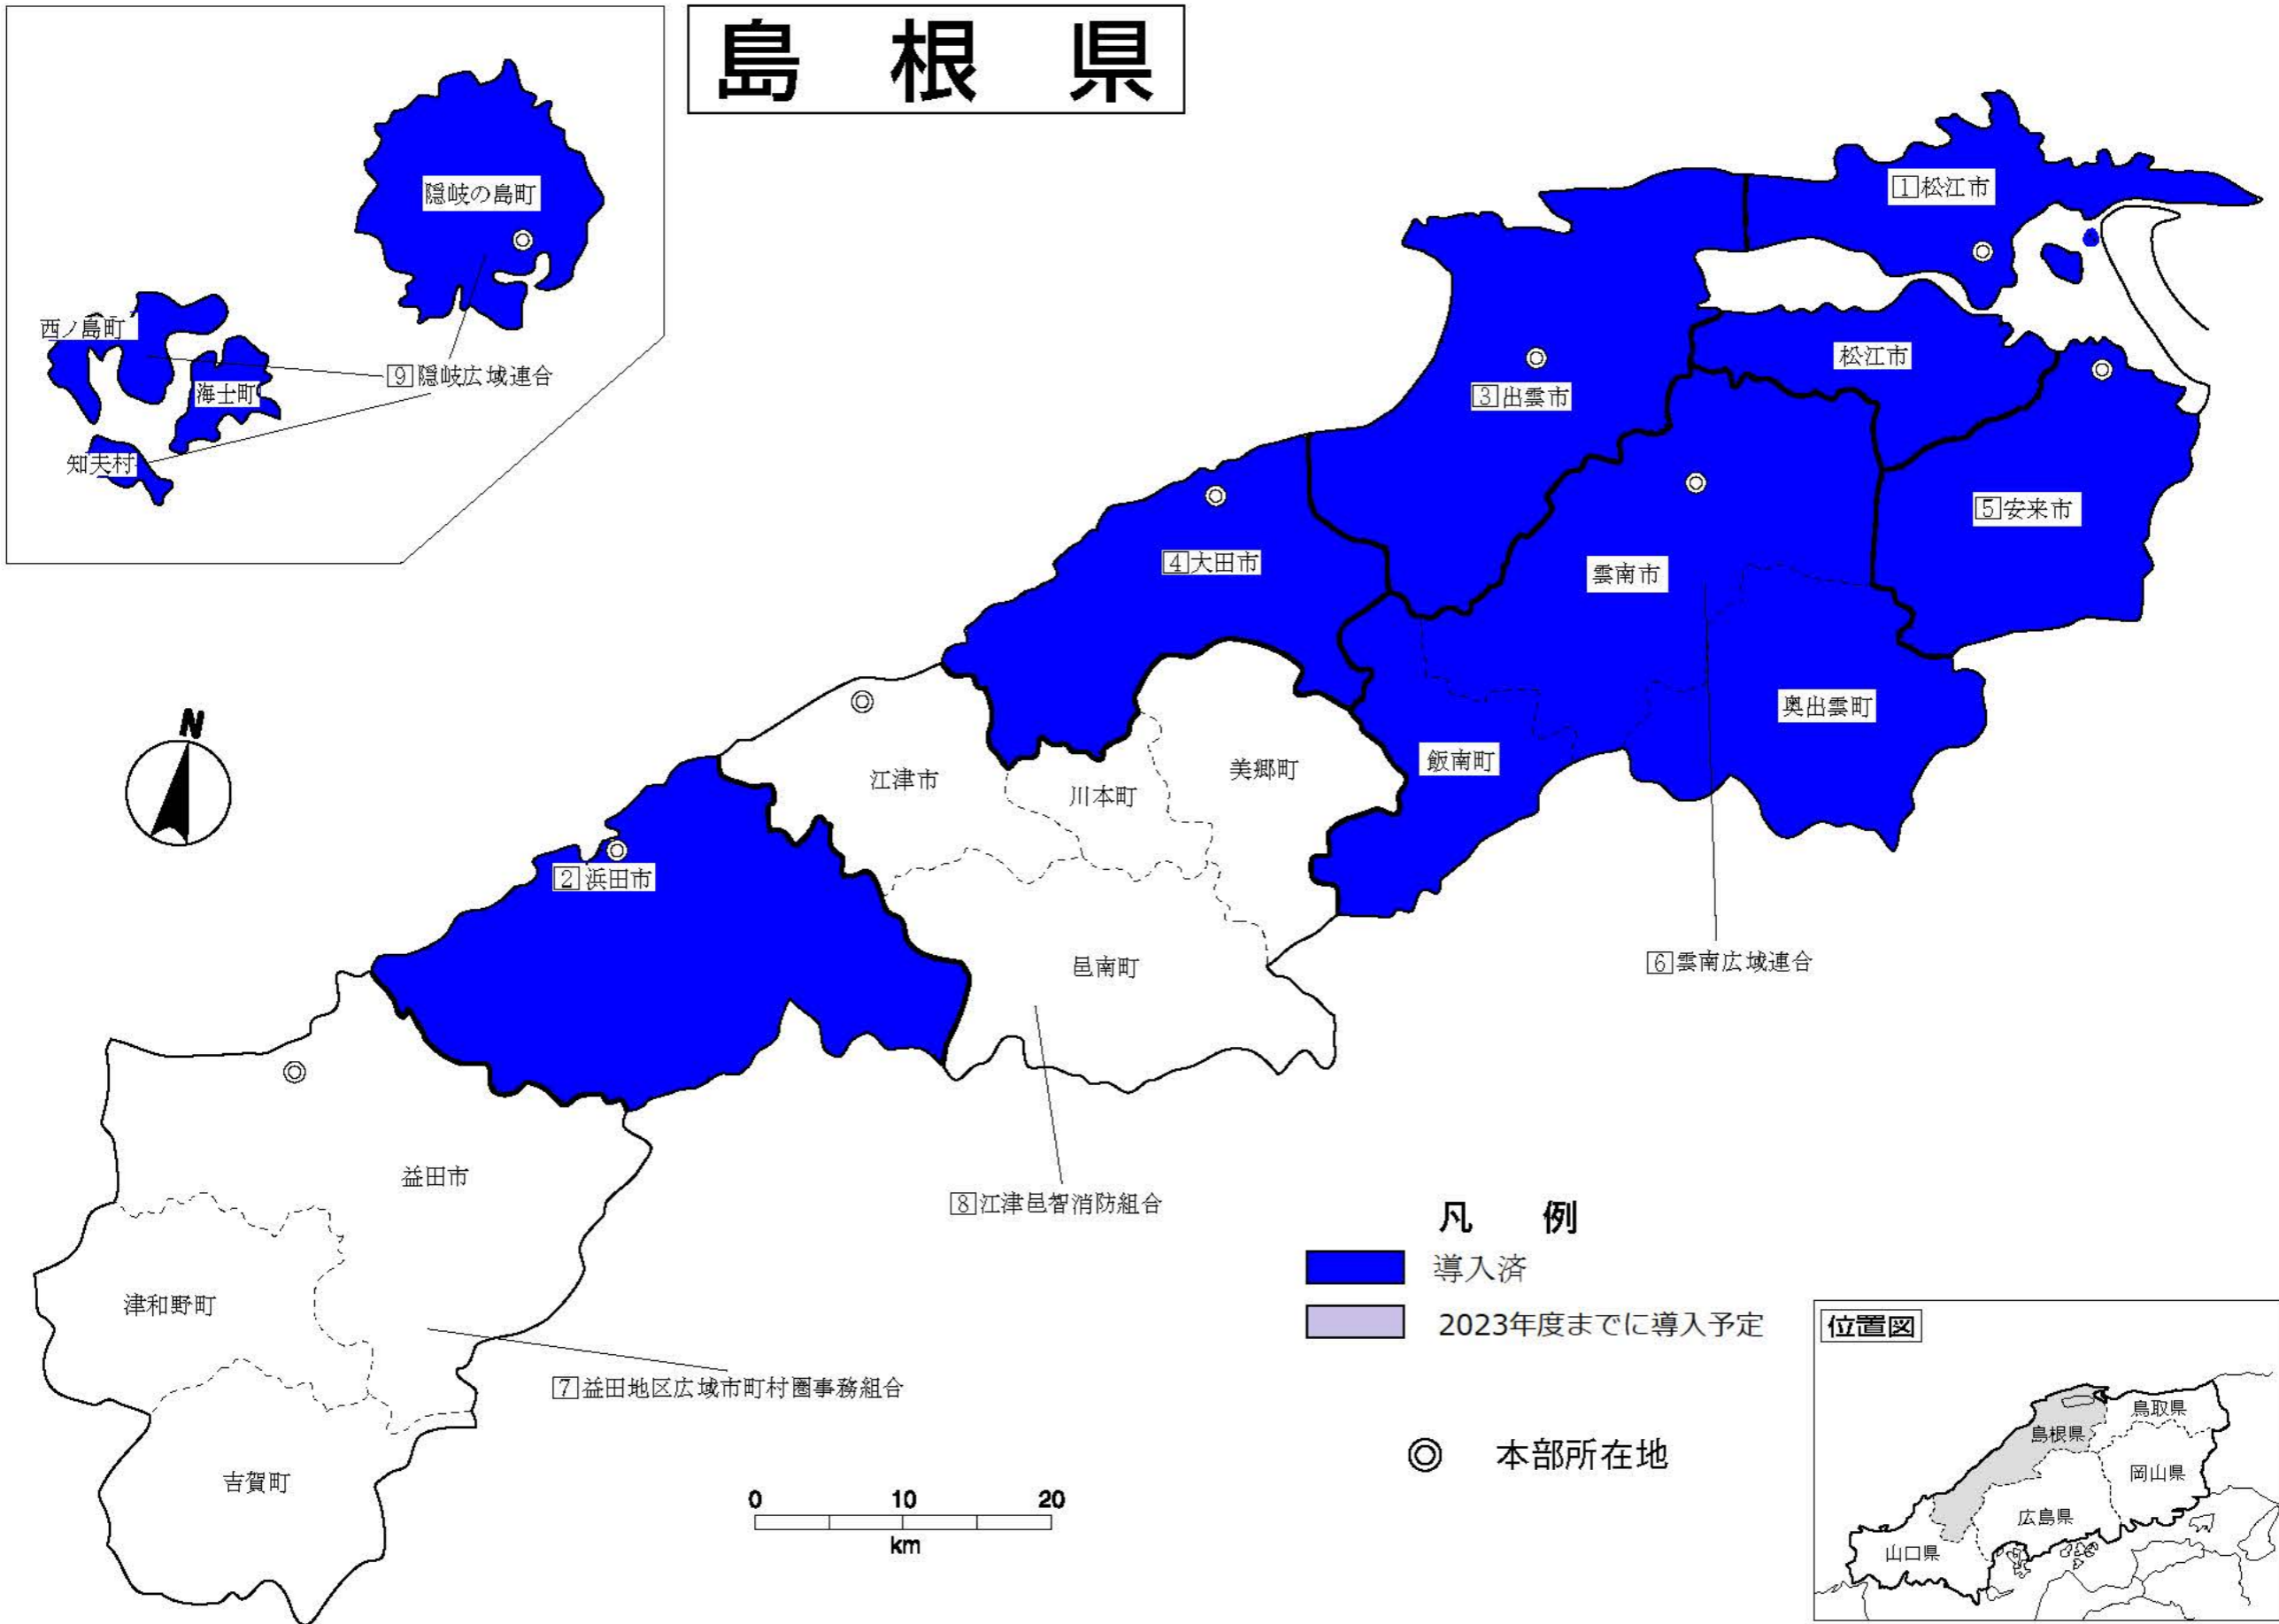 島根県
隠岐の島町
西ノ島町
海士町
知夫村
9隠岐広域連合
1松江市
松江市
3出雲市
5安来市
4大田市
雲南市
奥出雲町
飯南町
美郷町
川本町
江津市
2浜田市
邑南町
6雲南広域連合
N
益田市
8江津邑智消防組合
津和野町
7益田地区広域市町村圏事務組合
吉賀町
凡例
導入済
2023年度までに導入予定
本部所在地
0 10 20
km
位置図
鳥取県
島根県
岡山県
広島県
山口県